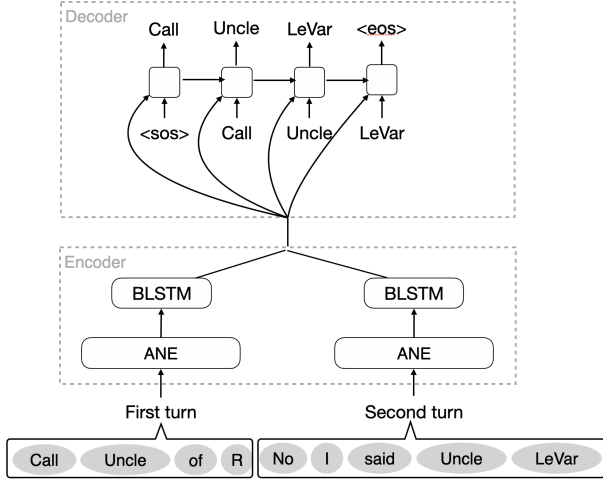 Decoder
Call Uncle LeVar <eos>
<sos> Call Uncle LeVar
Encoder
BLSTM BLSTM
ANE ANE
First turn Second turn
Call Uncle of R No I said Uncle LeVar